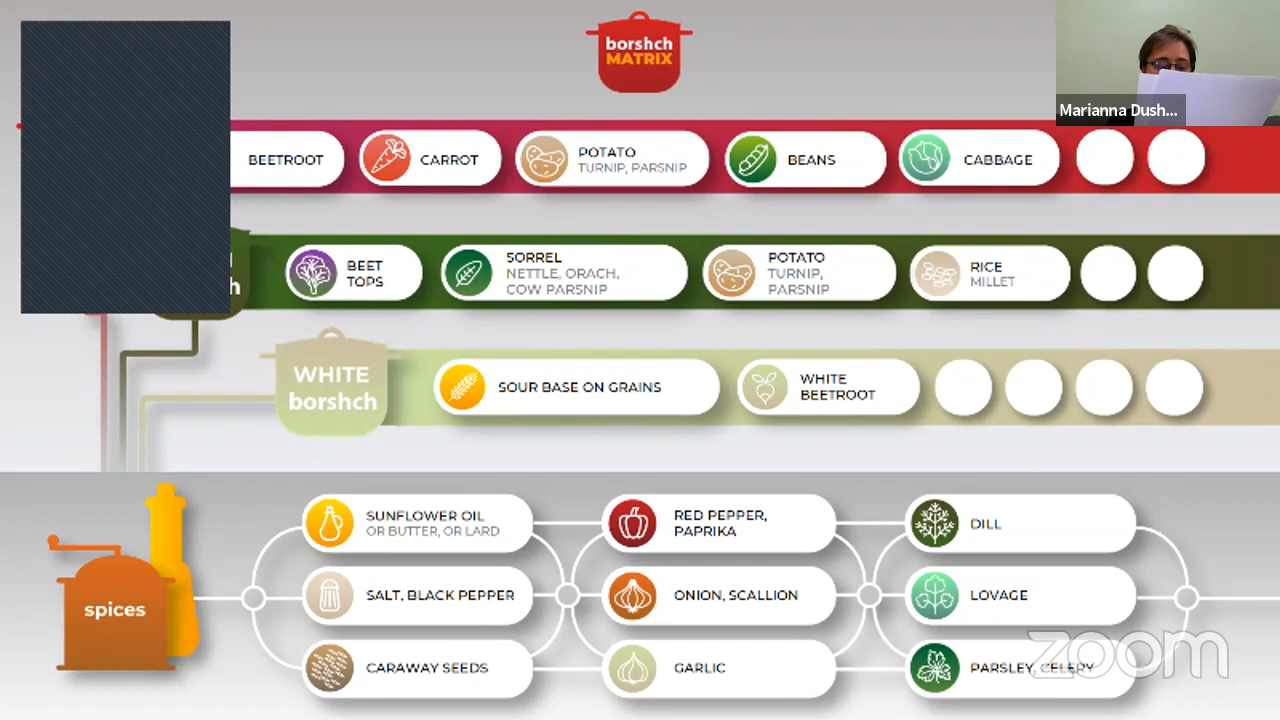 borshch
MATRIX
Marianna Dush...
BEETROOT
CARROT
POTATO
TURNIP, PARSNIP
BEANS
CABBAGE
h
BEET
TOPS
SORREL
NETTLE, ORACH,
COW PARSNIP
POTATO
TURNIP,
PARSNIP
RICE
MILLET
WHITE
borshch
SOUR BASE ON GRAINS
WHITE
BEETROOT
spices
SUNFLOWER OIL
OR BUTTER, OR LARD
RED PEPPER,
PAPRIKA
DILL
SALT, BLACK PEPPER
ONION, SCALLION
LOVAGE
CARAWAY SEEDS
GARLIC
PARSLEY, CELERY
zoom